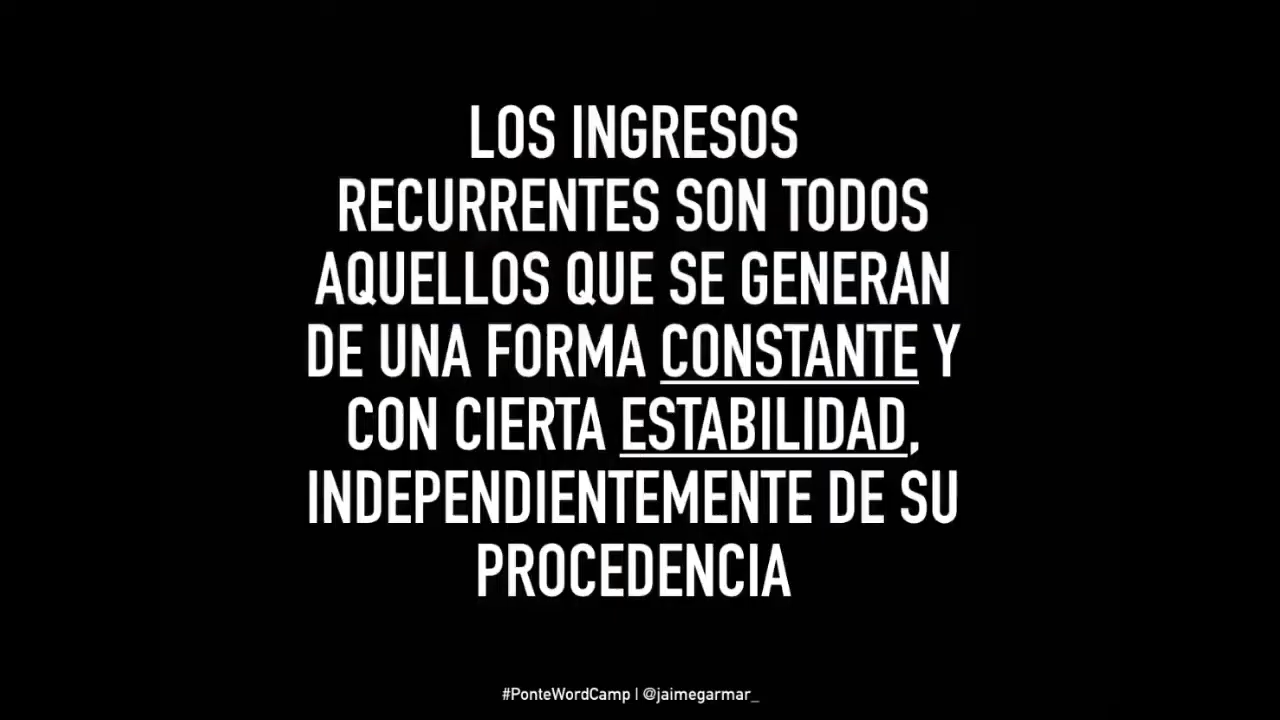 LOS INGRESOS
RECURRENTES SON TODOS
AQUELLOS QUE SE GENERAN
DE UNA FORMA CONSTANTE Y
CON CIERTA ESTABILIDAD,
INDEPENDIENTEMENTE DE SU
PROCEDENCIA
#PonteWordCamp | @jaimegarmar_